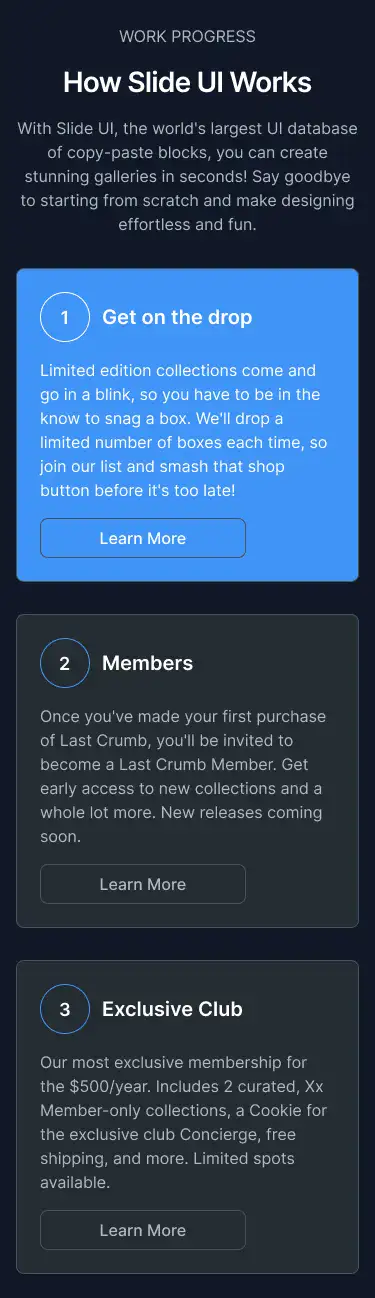 WORK PROGRESS
How Slide UI Works
With Slide UI, the world's largest UI database
of copy-paste blocks, you can create
stunning galleries in seconds! Say goodbye
to starting from scratch and make designing
effortless and fun.
1
Get on the drop
Limited edition collections come and
go in a blink, so you have to be in the
know to snag a box. We'll drop a
limited number of boxes each time, so
join our list and smash that shop
button before it's too late!
Learn More
2
Members
Once you've made your first purchase
of Last Crumb, you'll be invited to
become a Last Crumb Member. Get
early access to new collections and a
whole lot more. New releases coming
soon.
Learn More
3
Exclusive Club
Our most exclusive membership for
the $500/year. Includes 2 curated, Xx
Member-only collections, a Cookie for
the exclusive club Concierge, free
shipping, and more. Limited spots
available.
Learn More